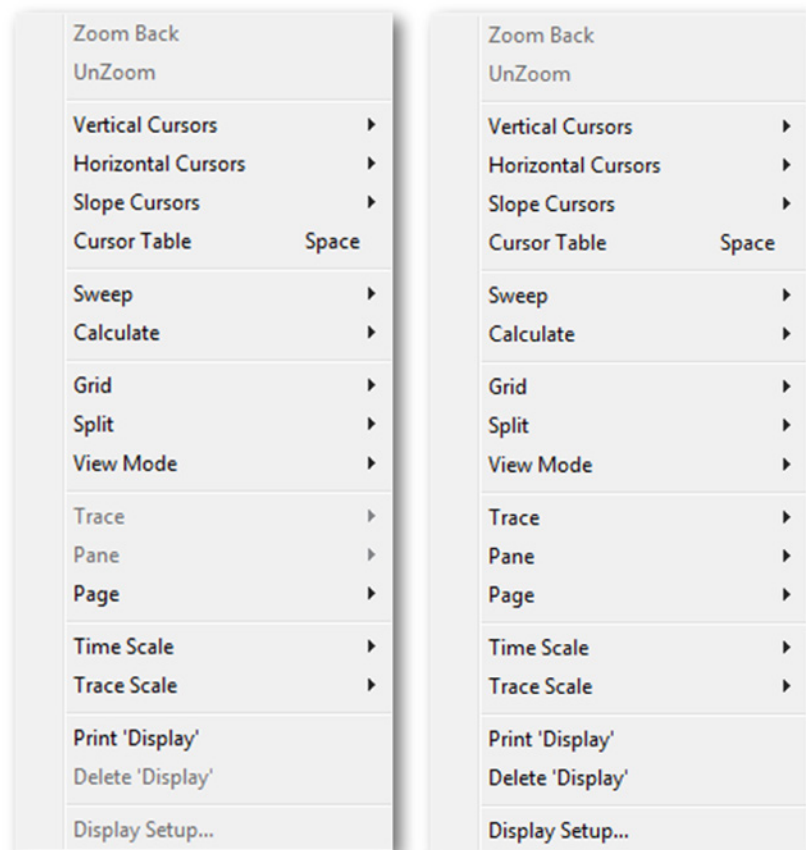 Zoom Back
UnZoom
Vertical Cursors
Horizontal Cursors
Slope Cursors
Cursor Table Space
Sweep
Calculate
Grid
Split
View Mode
Trace
Pane
Page
Time Scale
Trace Scale
Print 'Display'
Delete 'Display'
Display Setup...
Zoom Back
UnZoom
Vertical Cursors
Horizontal Cursors
Slope Cursors
Cursor Table Space
Sweep
Calculate
Grid
Split
View Mode
Trace
Pane
Page
Time Scale
Trace Scale
Print 'Display'
Delete 'Display'
Display Setup...